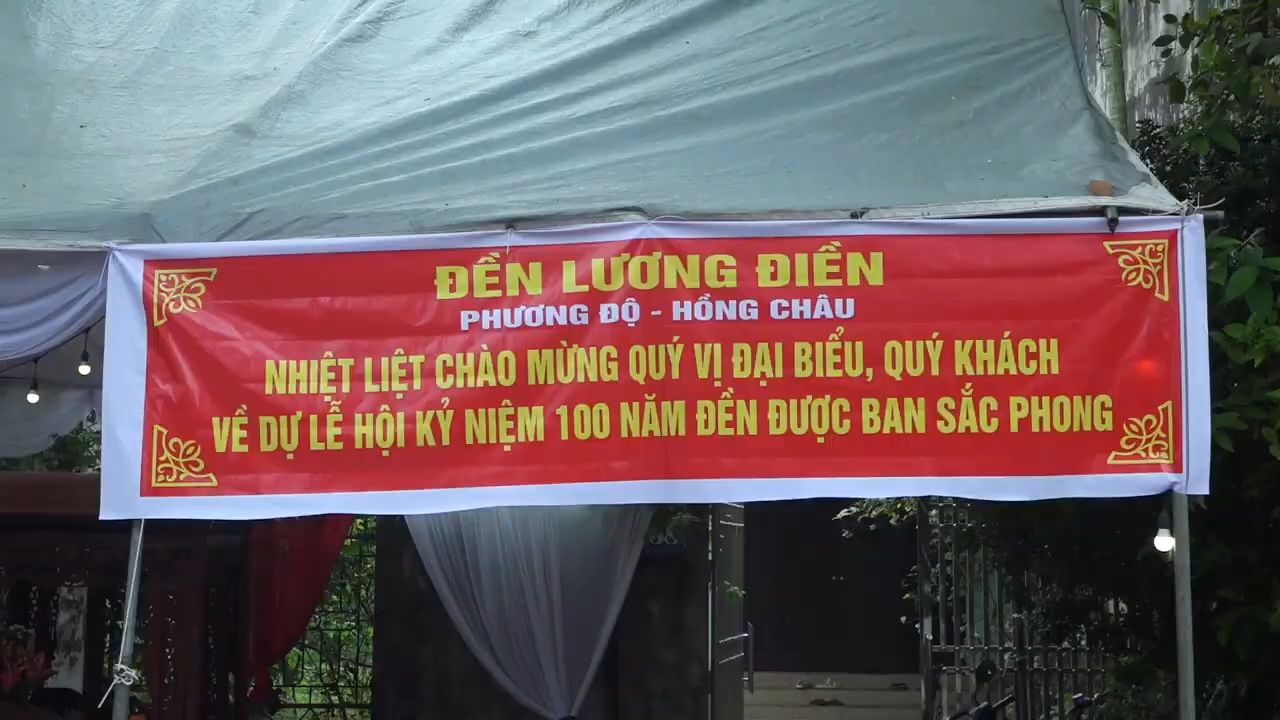 ĐỀN LƯƠNG ĐIỀN
PHƯƠNG ĐỘ - HỒNG CHÂU
NHIỆT LIỆT CHÀO MỪNG QUÝ VỊ ĐẠI BIỂU, QUÝ KHÁCH
VỀ DỰ LỄ HỘI KỶ NIỆM 100 NĂM ĐỀN ĐƯỢC BAN SẮC PHONG